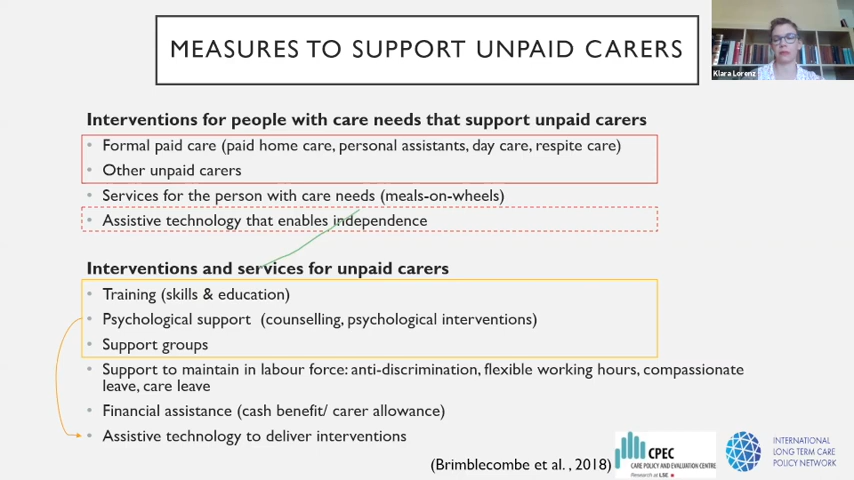 MEASURES TO SUPPORT UNPAID CARERS
Klara Lorenz
Interventions for people with care needs that support unpaid carers
• Formal paid care (paid home care, personal assistants, day care, respite care)
• Other unpaid carers
• Services for the person with care needs (meals-on-wheels)
• Assistive technology that enables independence
Interventions and services for unpaid carers
• Training (skills & education)
• Psychological support (counselling, psychological interventions)
• Support groups
• Support to maintain in labour force: anti-discrimination, flexible working hours, compassionate
leave, care leave
• Financial assistance (cash benefit/ carer allowance)
• Assistive technology to deliver interventions
(Brimblecombe et al. , 2018)
CPEC
CARE POLICY AND EVALUATION CENTRE
Research at LSE
INTERNATIONAL
LONG TERM CARE
POLICY NETWORK